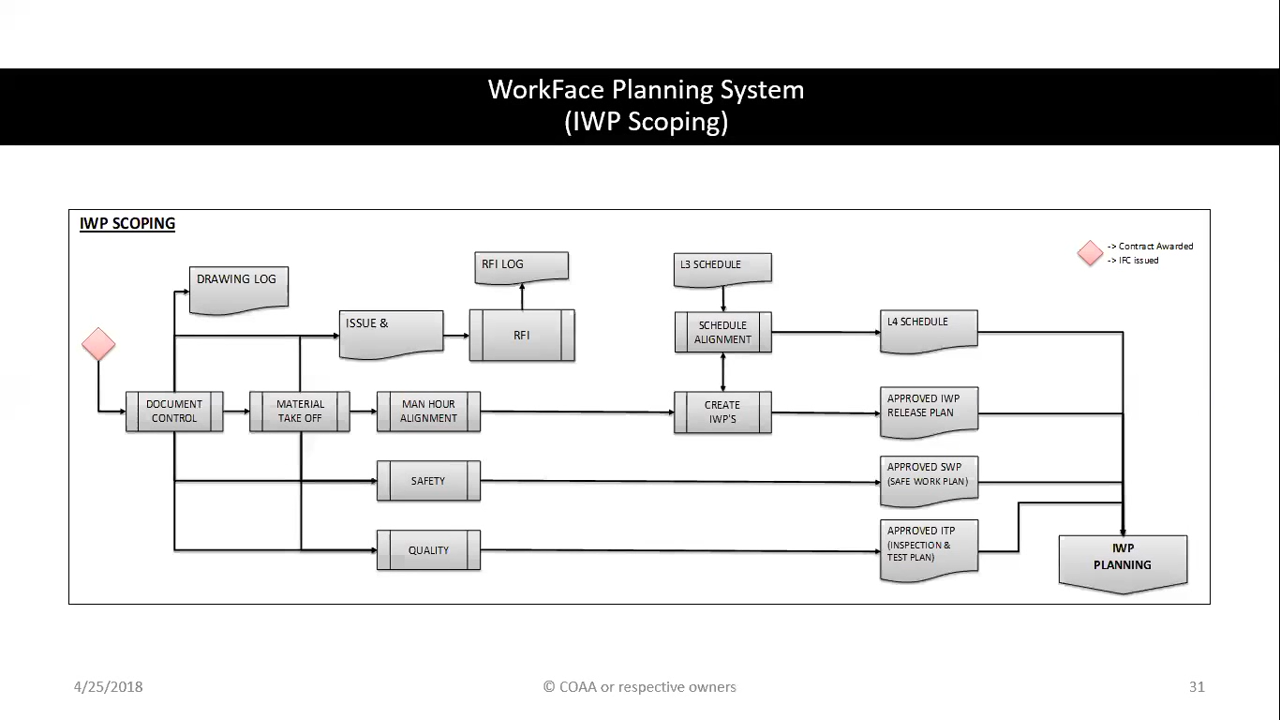 WorkFace Planning System
(IWP Scoping)
IWP SCOPING
-> Contract Awarded
-> IFC issued
RFI LOG
L3 SCHEDULE
DRAWING LOG
ISSUE &
RFI
SCHEDULE
ALIGNMENT
L4 SCHEDULE
DOCUMENT
CONTROL
MATERIAL
TAKE OFF
MAN HOUR
ALIGNMENT
CREATE
IWP'S
APPROVED IWP
RELEASE PLAN
SAFETY
APPROVED SWP
(SAFE WORK PLAN)
QUALITY
APPROVED ITP
(INSPECTION &
TEST PLAN)
IWP
PLANNING
4/25/2018
© COAA or respective owners
31